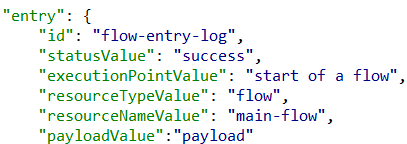 "entry": {
"id": "flow-entry-log",
"statusValue": "success",
"executionPointValue": "start of a flow",
"resourceTypeValue": "flow",
"resourceNameValue": "main-flow",
"payloadValue":"payload"